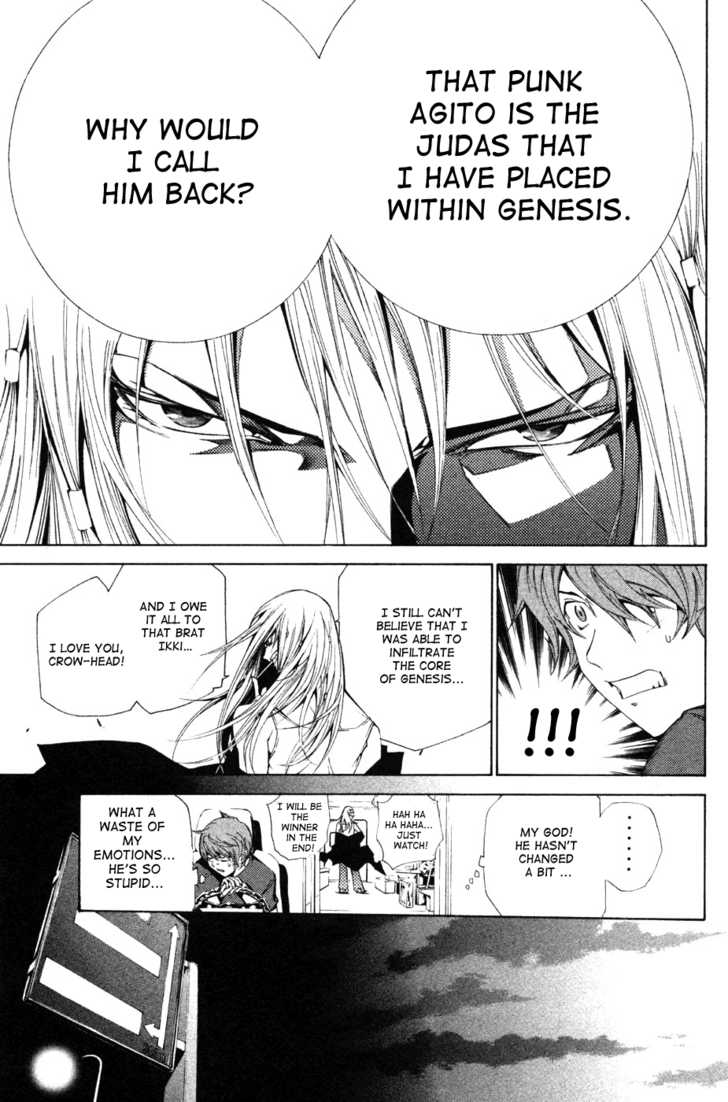 THAT PUNK
AGITO IS THE
JUDAS THAT
I HAVE PLACED
WITHIN GENESIS.
WHY WOULD
I CALL
HIM BACK?
!!!
I STILL CAN'T
BELIEVE THAT I
WAS ABLE TO
INFILTRATE
THE CORE
OF GENESIS...
AND I OWE
IT ALL TO
THAT BRAT
IKKI...
I LOVE YOU,
CROW-HEAD!
......
MY GOD!
HE HASN'T
CHANGED
A BIT ...
HAH HA
HA HAHA...
JUST
WATCH!
I WILL BE
THE
WINNER
IN THE
END!
WHAT A
WASTE OF
MY
EMOTIONS...
HE'S SO
STUPID...